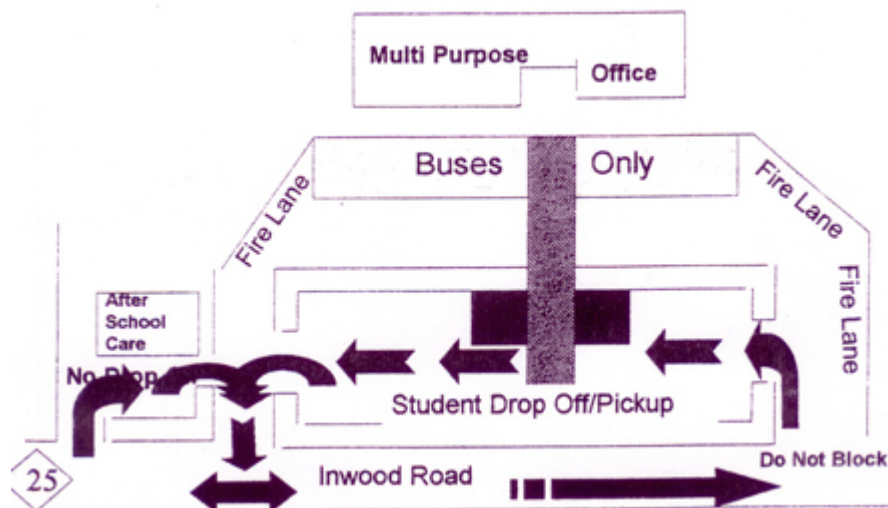 Multi Purpose
Office
Buses Only
Fire Lane
Fire Lane
Fire Lane
After
School
Care
No Drop
Student Drop Off/Pickup
Do Not Block
25
Inwood Road